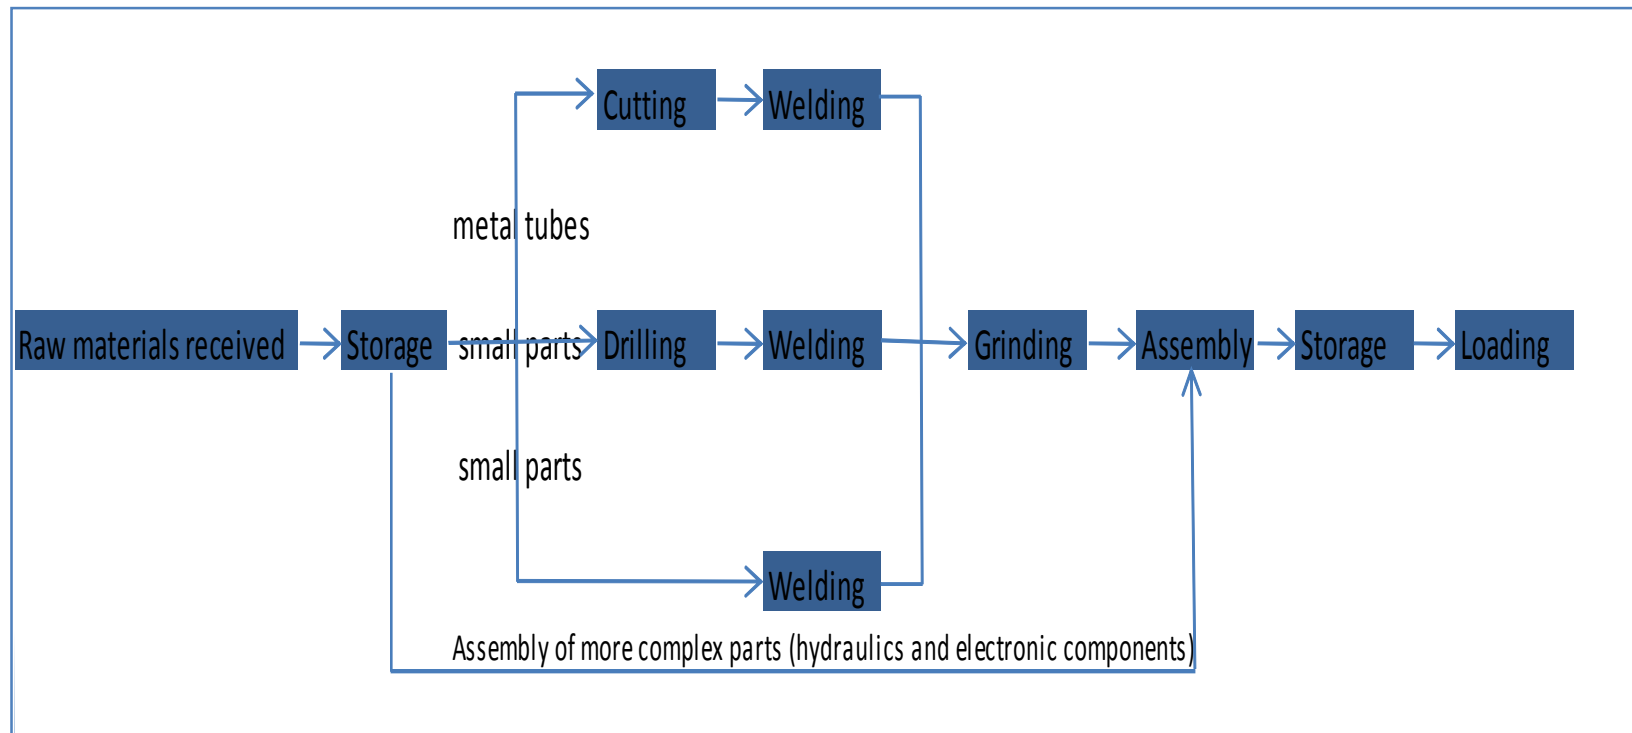 Cutting
Welding
metal tubes
Raw materials received
Storage
small parts
Drilling
Welding
Grinding
Assembly
Storage
Loading
small parts
Welding
Assembly of more complex parts (hydraulics and electronic components)